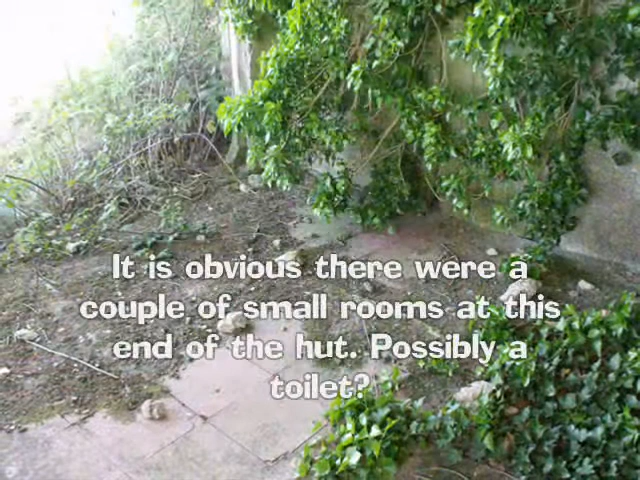 It is obvious there were a
couple of small rooms at this
end of the hut. Possibly a
toilet?